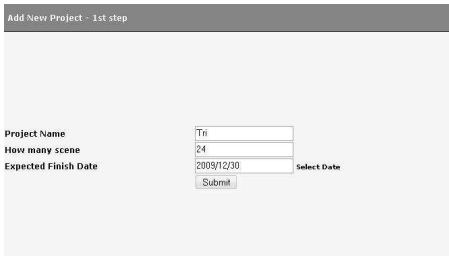 Add New Project - 1st step
Project Name Tri
How many scene 24
Expected Finish Date 2009/12/30 Select Date
Submit